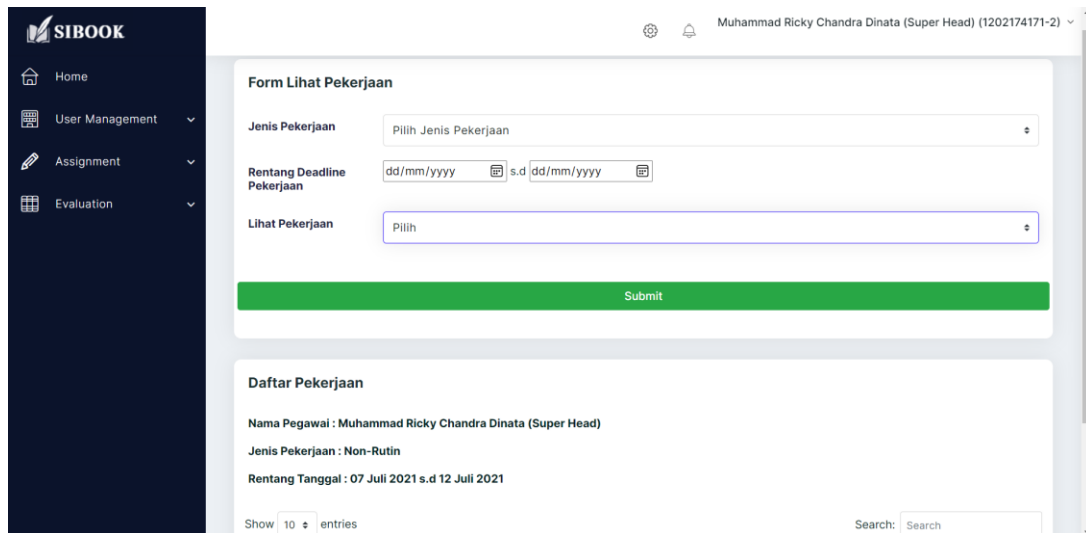 SIBOOK
Muhammad Ricky Chandra Dinata (Super Head) (1202174171-2)
Home
User Management
Assignment
Evaluation
Form Lihat Pekerjaan
Jenis Pekerjaan
Pilih Jenis Pekerjaan
Rentang Deadline
Pekerjaan
dd/mm/yyyy s.d dd/mm/yyyy
Lihat Pekerjaan
Pilih
Submit
Daftar Pekerjaan
Nama Pegawai : Muhammad Ricky Chandra Dinata (Super Head)
Jenis Pekerjaan : Non-Rutin
Rentang Tanggal : 07 Juli 2021 s.d 12 Juli 2021
Show 10 entries
Search: Search